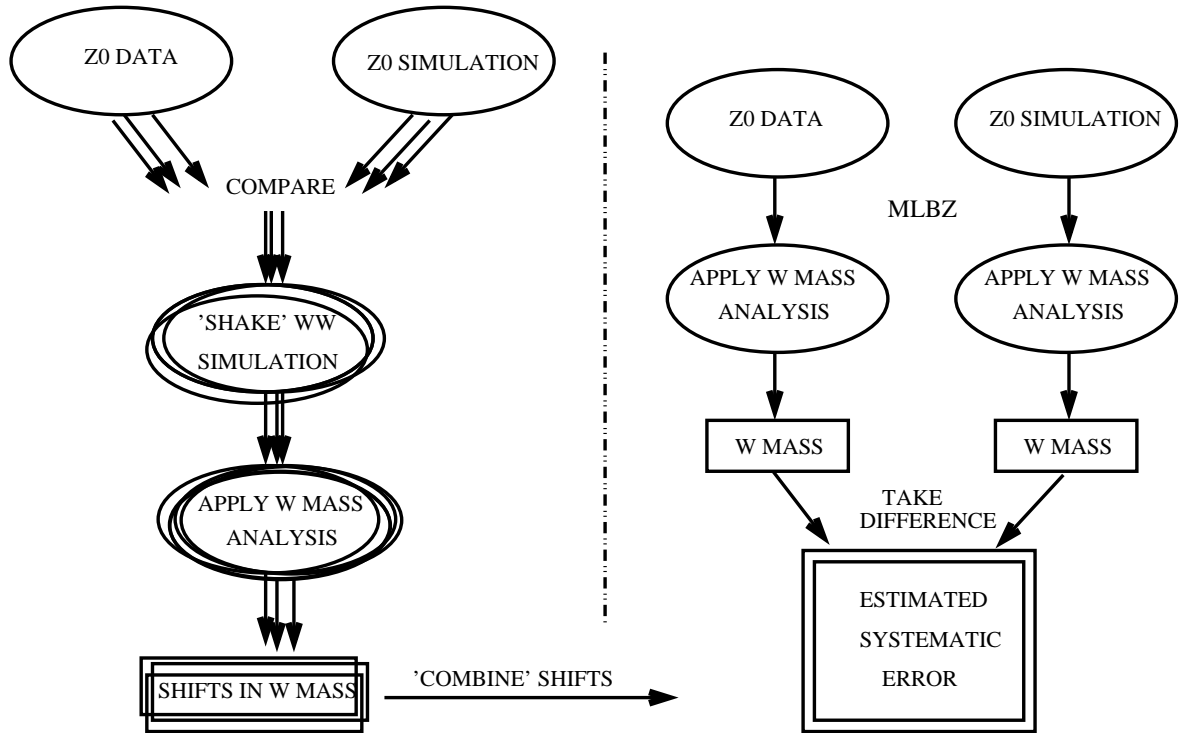 Z0 DATA
Z0 SIMULATION
COMPARE
'SHAKE' WW
SIMULATION
APPLY W MASS
ANALYSIS
SHIFTS IN W MASS
'COMBINE' SHIFTS
Z0 DATA
Z0 SIMULATION
MLBZ
APPLY W MASS
ANALYSIS
APPLY W MASS
ANALYSIS
W MASS
W MASS
TAKE
DIFFERENCE
ESTIMATED
SYSTEMATIC
ERROR